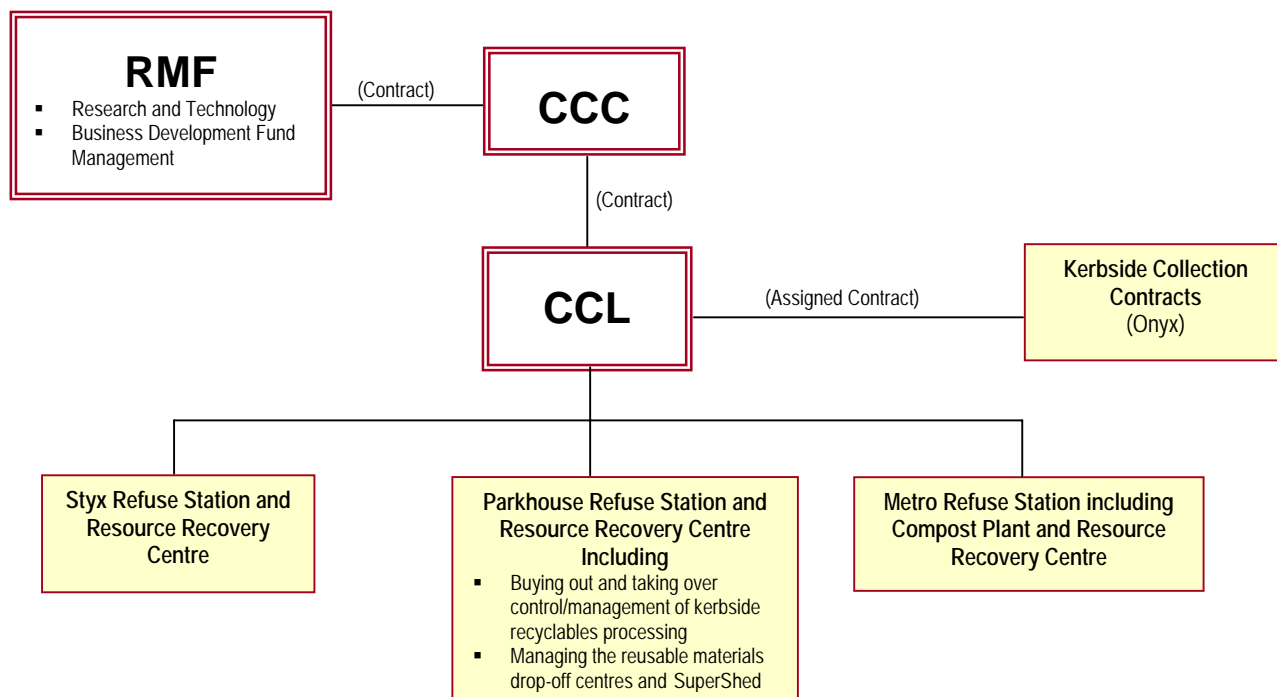 RMF
▪ Research and Technology
▪ Business Development Fund
Management
(Contract)
CCC
(Contract)
CCL
(Assigned Contract)
Kerbside Collection
Contracts
(Onyx)
Styx Refuse Station and
Resource Recovery
Centre
Parkhouse Refuse Station and
Resource Recovery Centre
Including
▪ Buying out and taking over
control/management of kerbside
recyclables processing
▪ Managing the reusable materials
drop-off centres and SuperShed
Metro Refuse Station including
Compost Plant and Resource
Recovery Centre